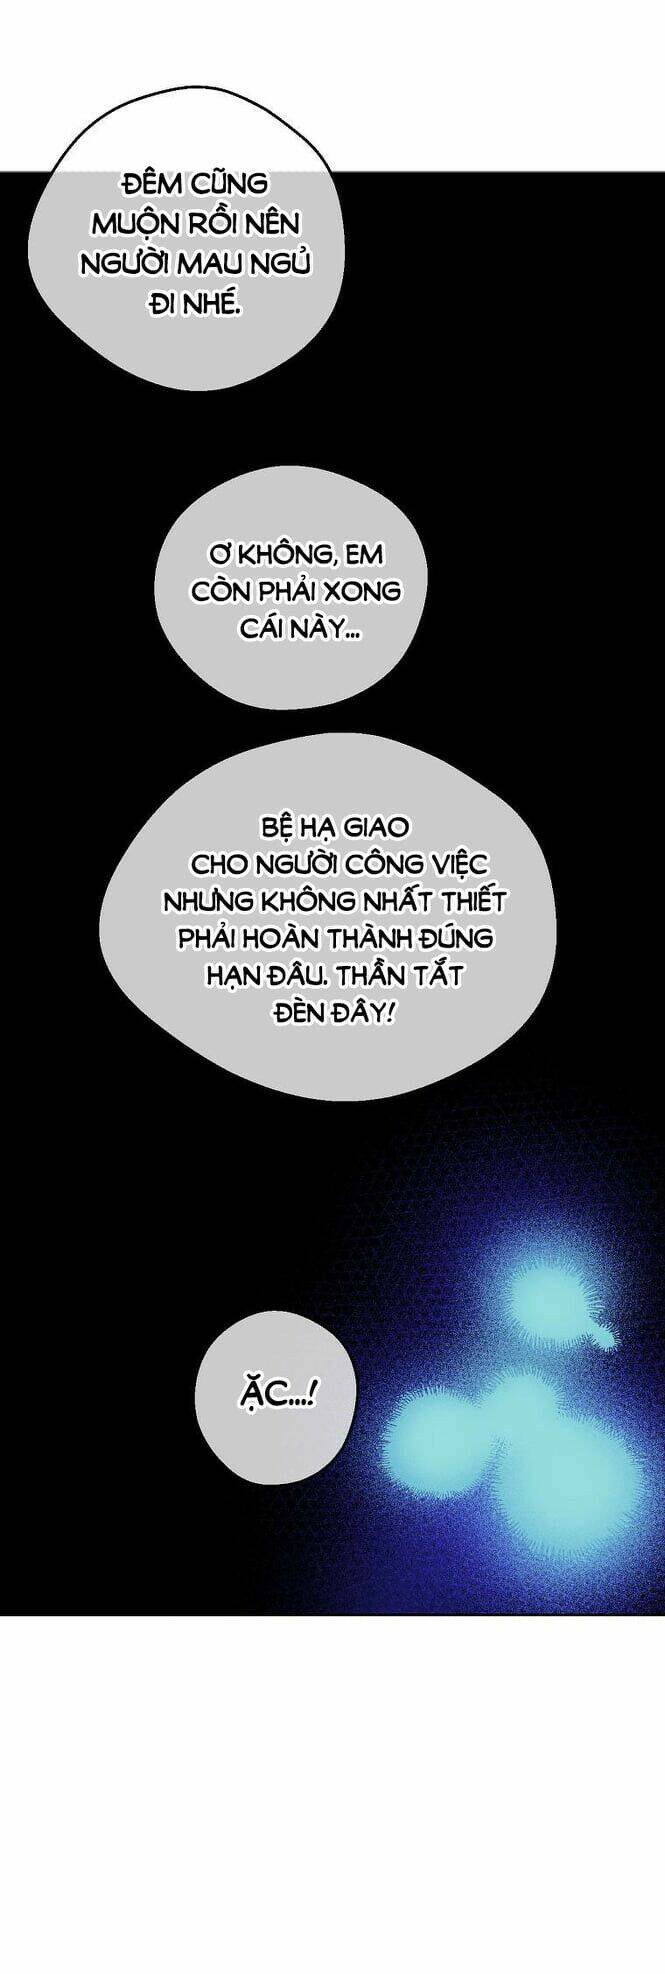 ĐÊM CŨNG
MUỘN RỒI NÊN
NGƯỜI MAU NGỦ
ĐI NHÉ.
Ơ KHÔNG, EM
CÒN PHẢI XONG
CÁI NÀY...
BỆ HẠ GIAO
CHO NGƯỜI CÔNG VIỆC
NHƯNG KHÔNG NHẤT THIẾT
PHẢI HOÀN THÀNH ĐÚNG
HẠN ĐÂU. THẦN TẮT
ĐÈN ĐÂY!
ẶC...!